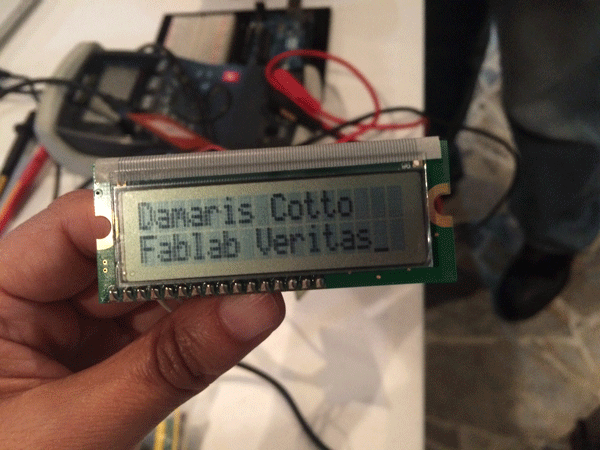 Damaris Cotto
Fablab Veritas_